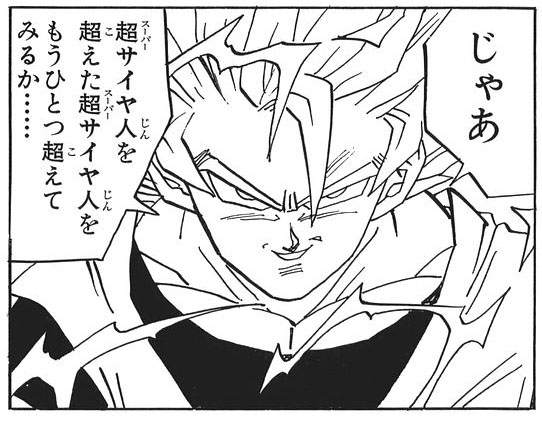 じゃあ
超サイヤ人を
超えた超サイヤ人を
もうひとつ超えて
みるか……